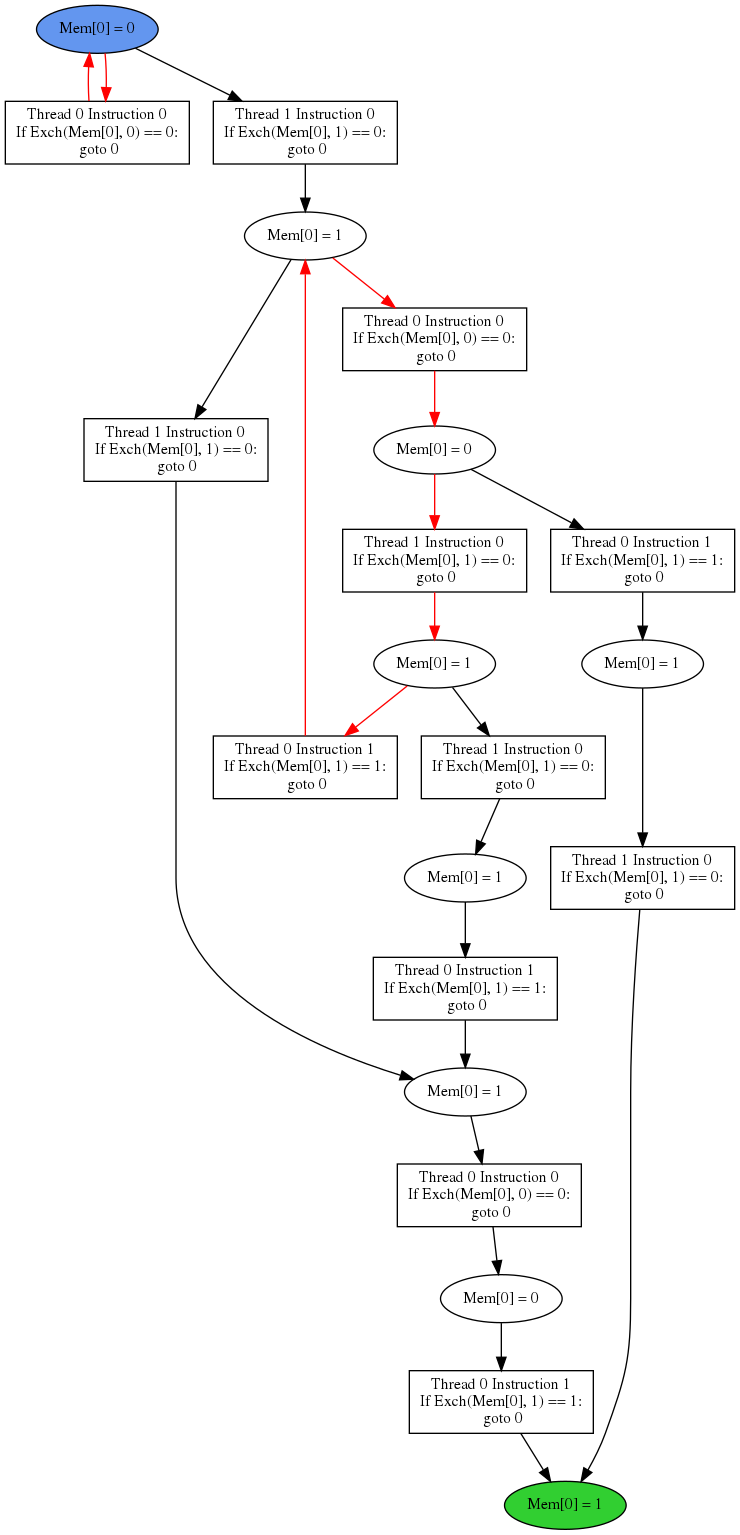 Mem[0] = 0
Thread 0 Instruction 0
If Exch(Mem[0], 0) == 0:
goto 0
Thread 1 Instruction 0
If Exch(Mem[0], 1) == 0:
goto 0
Mem[0] = 1
Thread 0 Instruction 0
If Exch(Mem[0], 0) == 0:
goto 0
Thread 1 Instruction 0
If Exch(Mem[0], 1) == 0:
goto 0
Mem[0] = 0
Thread 1 Instruction 0
If Exch(Mem[0], 1) == 0:
goto 0
Thread 0 Instruction 1
If Exch(Mem[0], 1) == 1:
goto 0
Mem[0] = 1
Mem[0] = 1
Thread 0 Instruction 1
If Exch(Mem[0], 1) == 1:
goto 0
Thread 1 Instruction 0
If Exch(Mem[0], 1) == 0:
goto 0
Mem[0] = 1
Thread 1 Instruction 0
If Exch(Mem[0], 1) == 0:
goto 0
Thread 0 Instruction 1
If Exch(Mem[0], 1) == 1:
goto 0
Mem[0] = 1
Thread 0 Instruction 0
If Exch(Mem[0], 0) == 0:
goto 0
Mem[0] = 0
Thread 0 Instruction 1
If Exch(Mem[0], 1) == 1:
goto 0
Mem[0] = 1